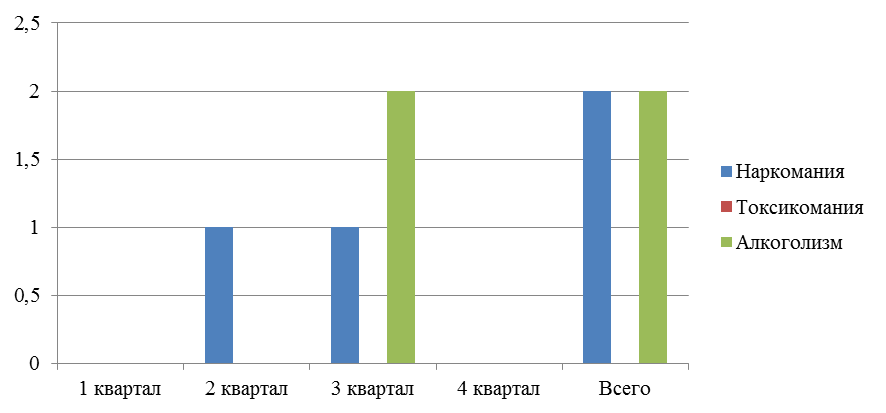 2,5
2
1,5
1
0,5
0
1 квартал
2 квартал
3 квартал
4 квартал
Всего
Наркомания
Токсикомания
Алкоголизм